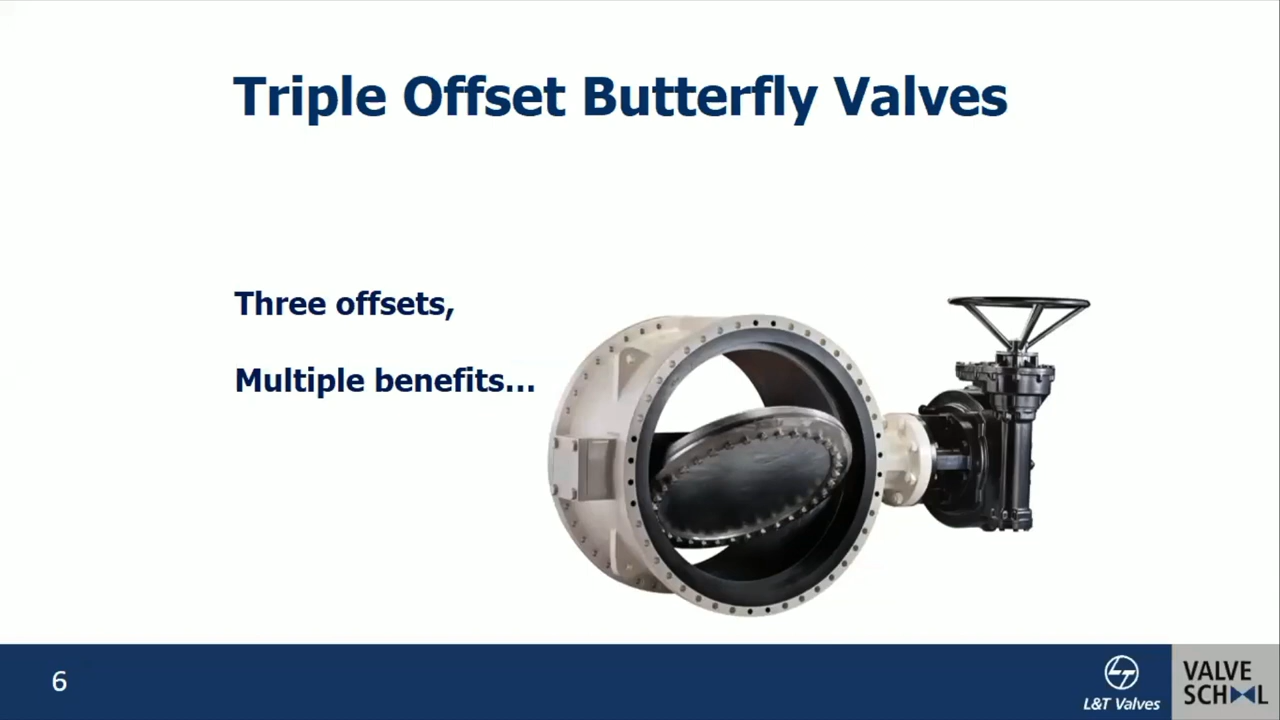 Triple Offset Butterfly Valves
Three offsets,
Multiple benefits...
6
L&T Valves
VALVE
SCHOOL